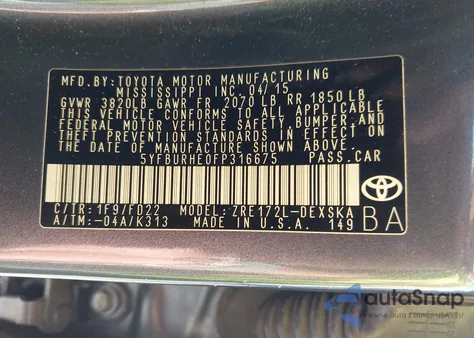 MFD. BY: TOYOTA MOTOR MANUFACTURING
MISSISSIPPI INC. 04/15
GVWR 3820LB GAWR FR 2070 LB RR 1850 LB
THIS VEHICLE CONFORMS TO ALL APPLICABLE
FEDERAL MOTOR VEHICLE SAFETY, BUMPER, AND
THEFT PREVENTION STANDARDS IN EFFECT ON
THE DATE OF MANUFACTURE SHOWN ABOVE.
5YFBURHE0FP316675 PASS. CAR
C/TR: 1F9/FD22 MODEL: ZRE172L-DEXSKA
A/TM: -04A/K313 MADE IN U.S.A. 149
BA
autoSnap